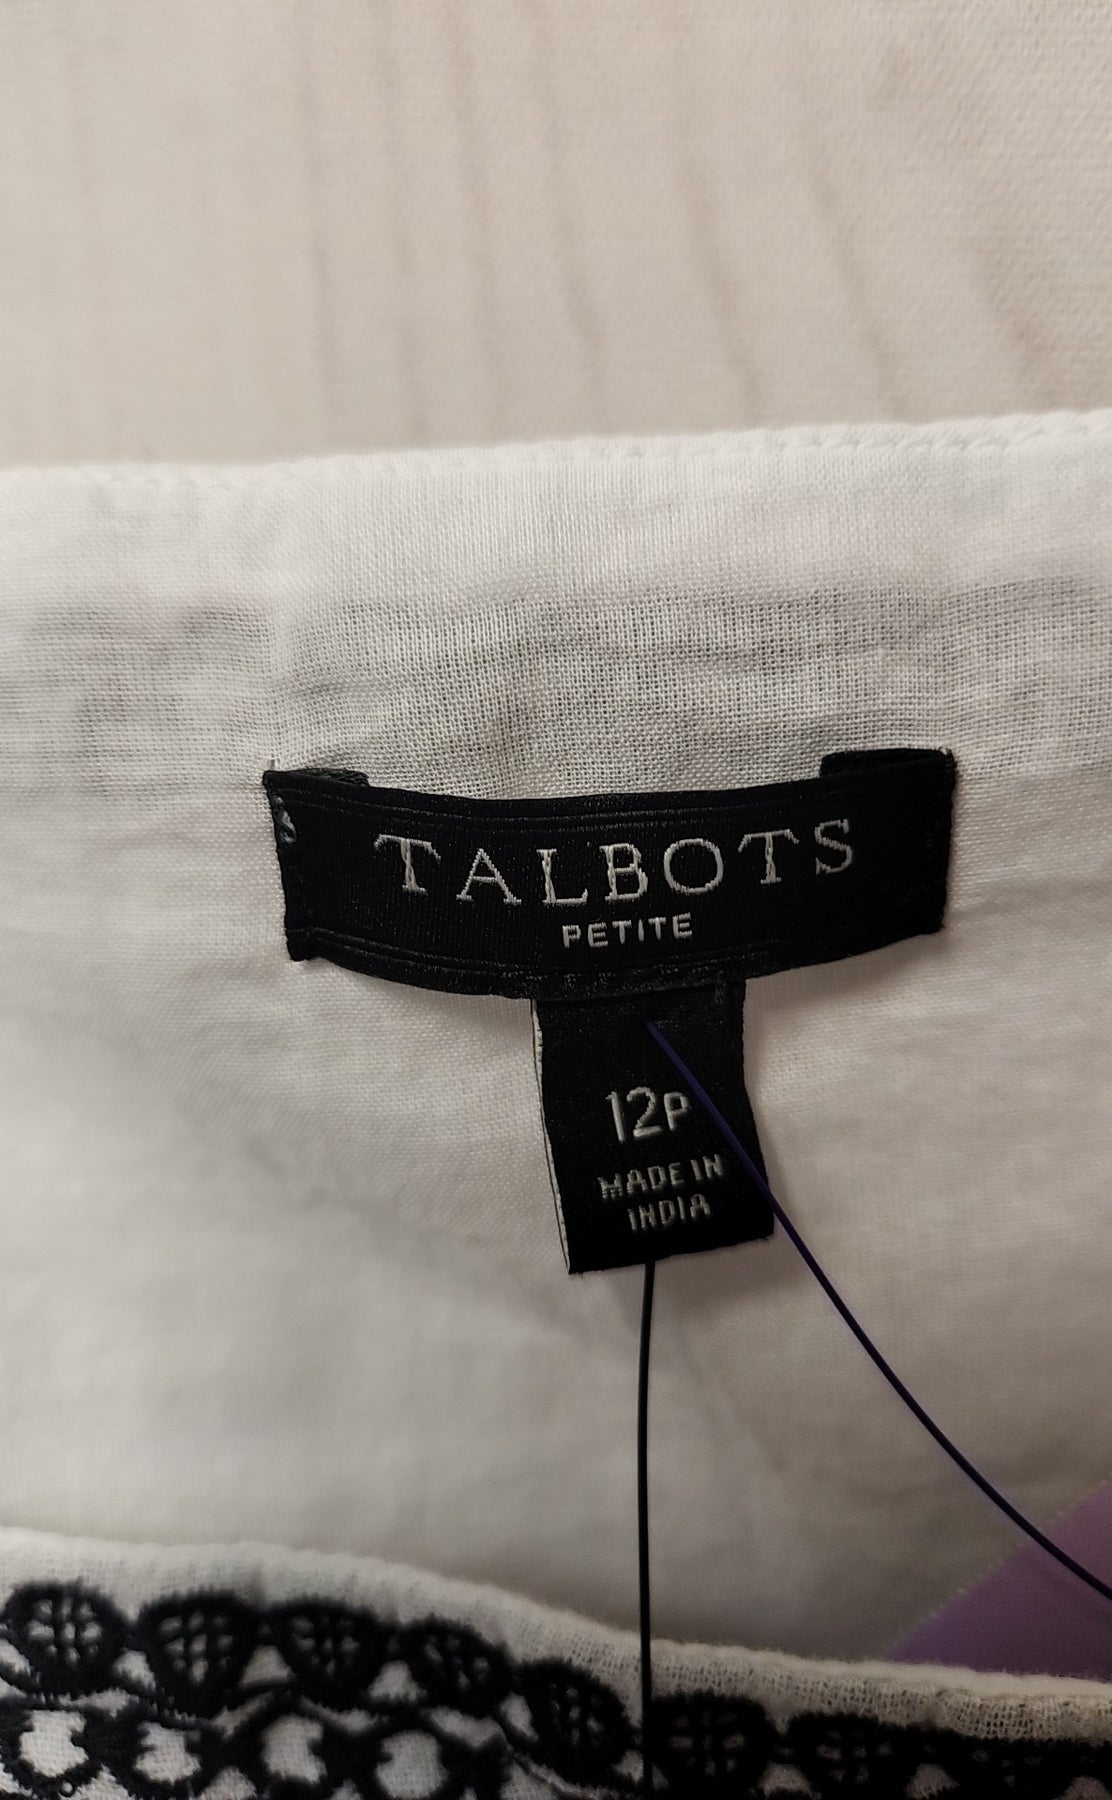 TALBOTS
PETITE
12P
MADE IN
INDIA